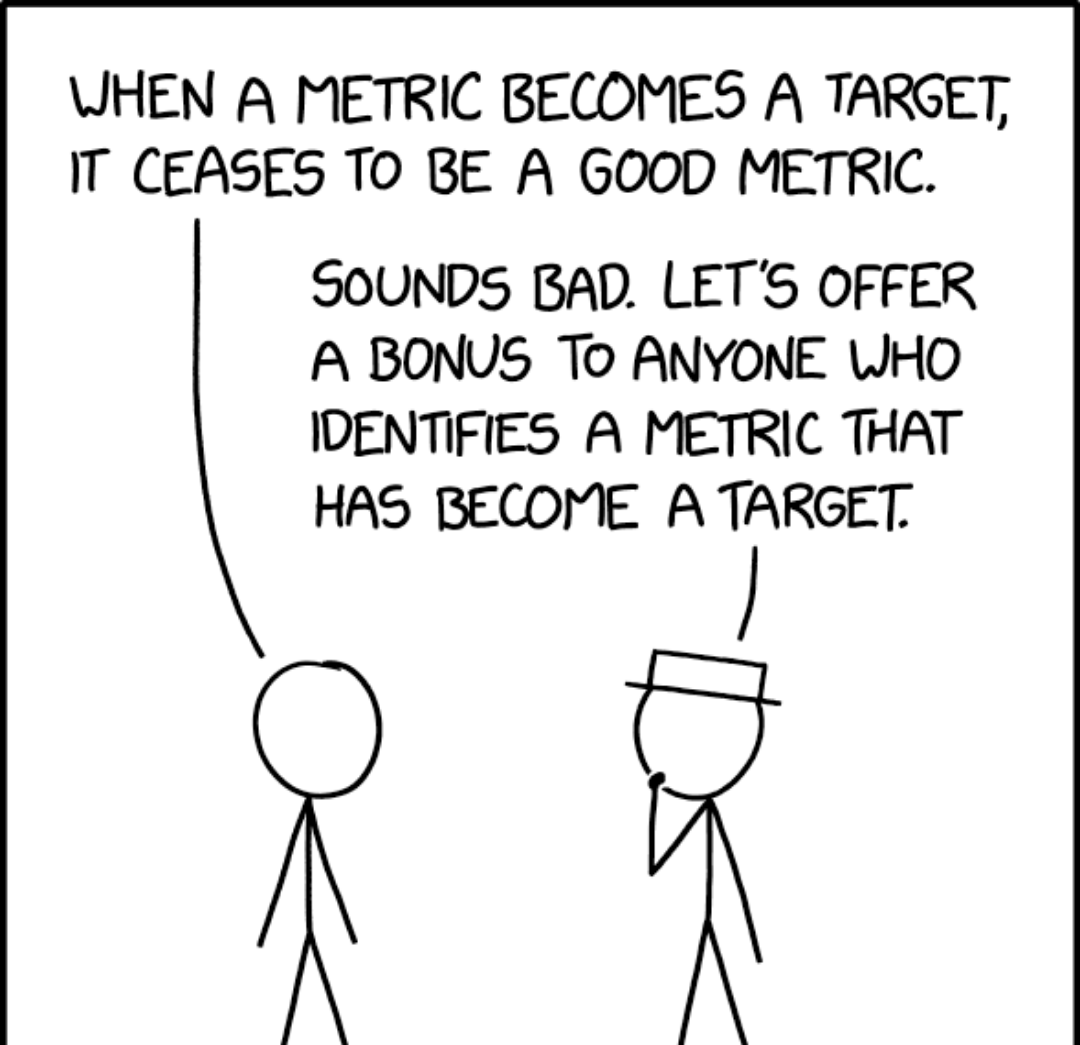 WHEN A METRIC BECOMES A TARGET,
IT CEASES TO BE A GOOD METRIC.
SOUNDS BAD. LET'S OFFER
A BONUS TO ANYONE WHO
IDENTIFIES A METRIC THAT
HAS BECOME A TARGET.